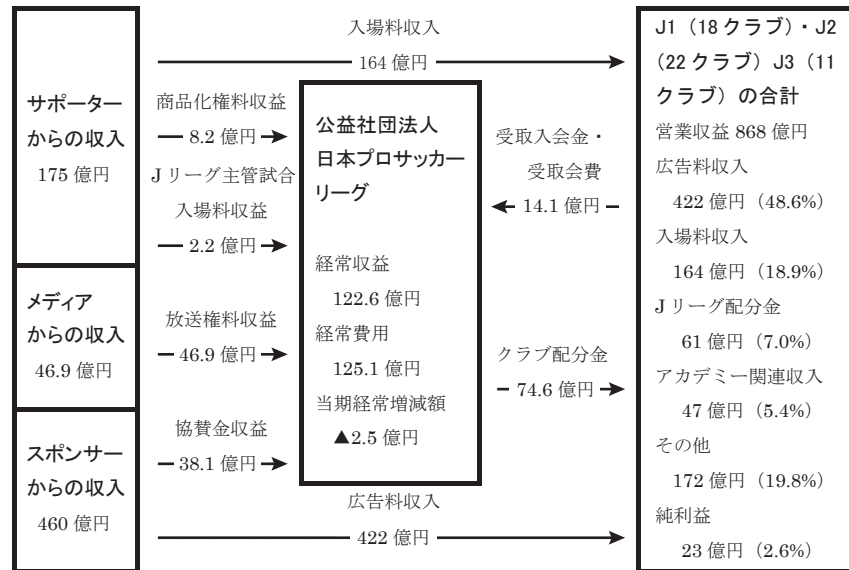 サポーター
からの収入
175 億円
メディア
からの収入
46.9 億円
スポンサー
からの収入
460 億円
入場料収入
164 億円
商品化権料収益
8.2 億円
Jリーグ主管試合
入場料収益
2.2 億円
放送権料収益
46.9 億円
協賛金収益
38.1 億円
広告料収入
422 億円
公益社団法人
日本プロサッカー
リーグ
経常収益
122.6 億円
経常費用
125.1 億円
当期経常増減額
▲2.5 億円
受取入会金・
受取会費
14.1 億円
クラブ配分金
74.6 億円
J1（18 クラブ）・J2
（22 クラブ）J3（11
クラブ）の合計
営業収益 868 億円
広告料収入
422 億円（48.6%）
入場料収入
164 億円（18.9%）
Jリーグ配分金
61 億円（7.0%）
アカデミー関連収入
47 億円（5.4%）
その他
172 億円（19.8%）
純利益
23 億円（2.6%）